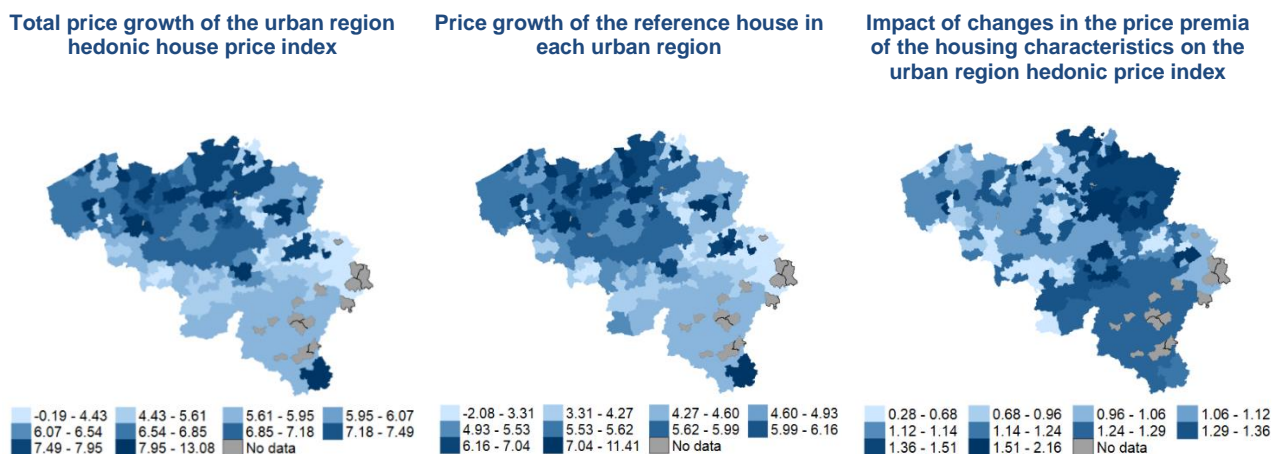 Total price growth of the urban region
hedonic house price index
Price growth of the reference house in
each urban region
Impact of changes in the price premia
of the housing characteristics on the
urban region hedonic price index
-0.19 - 4.43 4.43 - 5.61 5.61 - 5.95 5.95 - 6.07
6.07 - 6.54 6.54 - 6.85 6.85 - 7.18 7.18 - 7.49
7.49 - 7.95 7.95 - 13.08 No data
-2.08 - 3.31 3.31 - 4.27 4.27 - 4.60 4.60 - 4.93
4.93 - 5.53 5.53 - 5.62 5.62 - 5.99 5.99 - 6.16
6.16 - 7.04 7.04 - 11.41 No data
0.28 - 0.68 0.68 - 0.96 0.96 - 1.06 1.06 - 1.12
1.12 - 1.14 1.14 - 1.24 1.24 - 1.29 1.29 - 1.36
1.36 - 1.51 1.51 - 2.16 No data